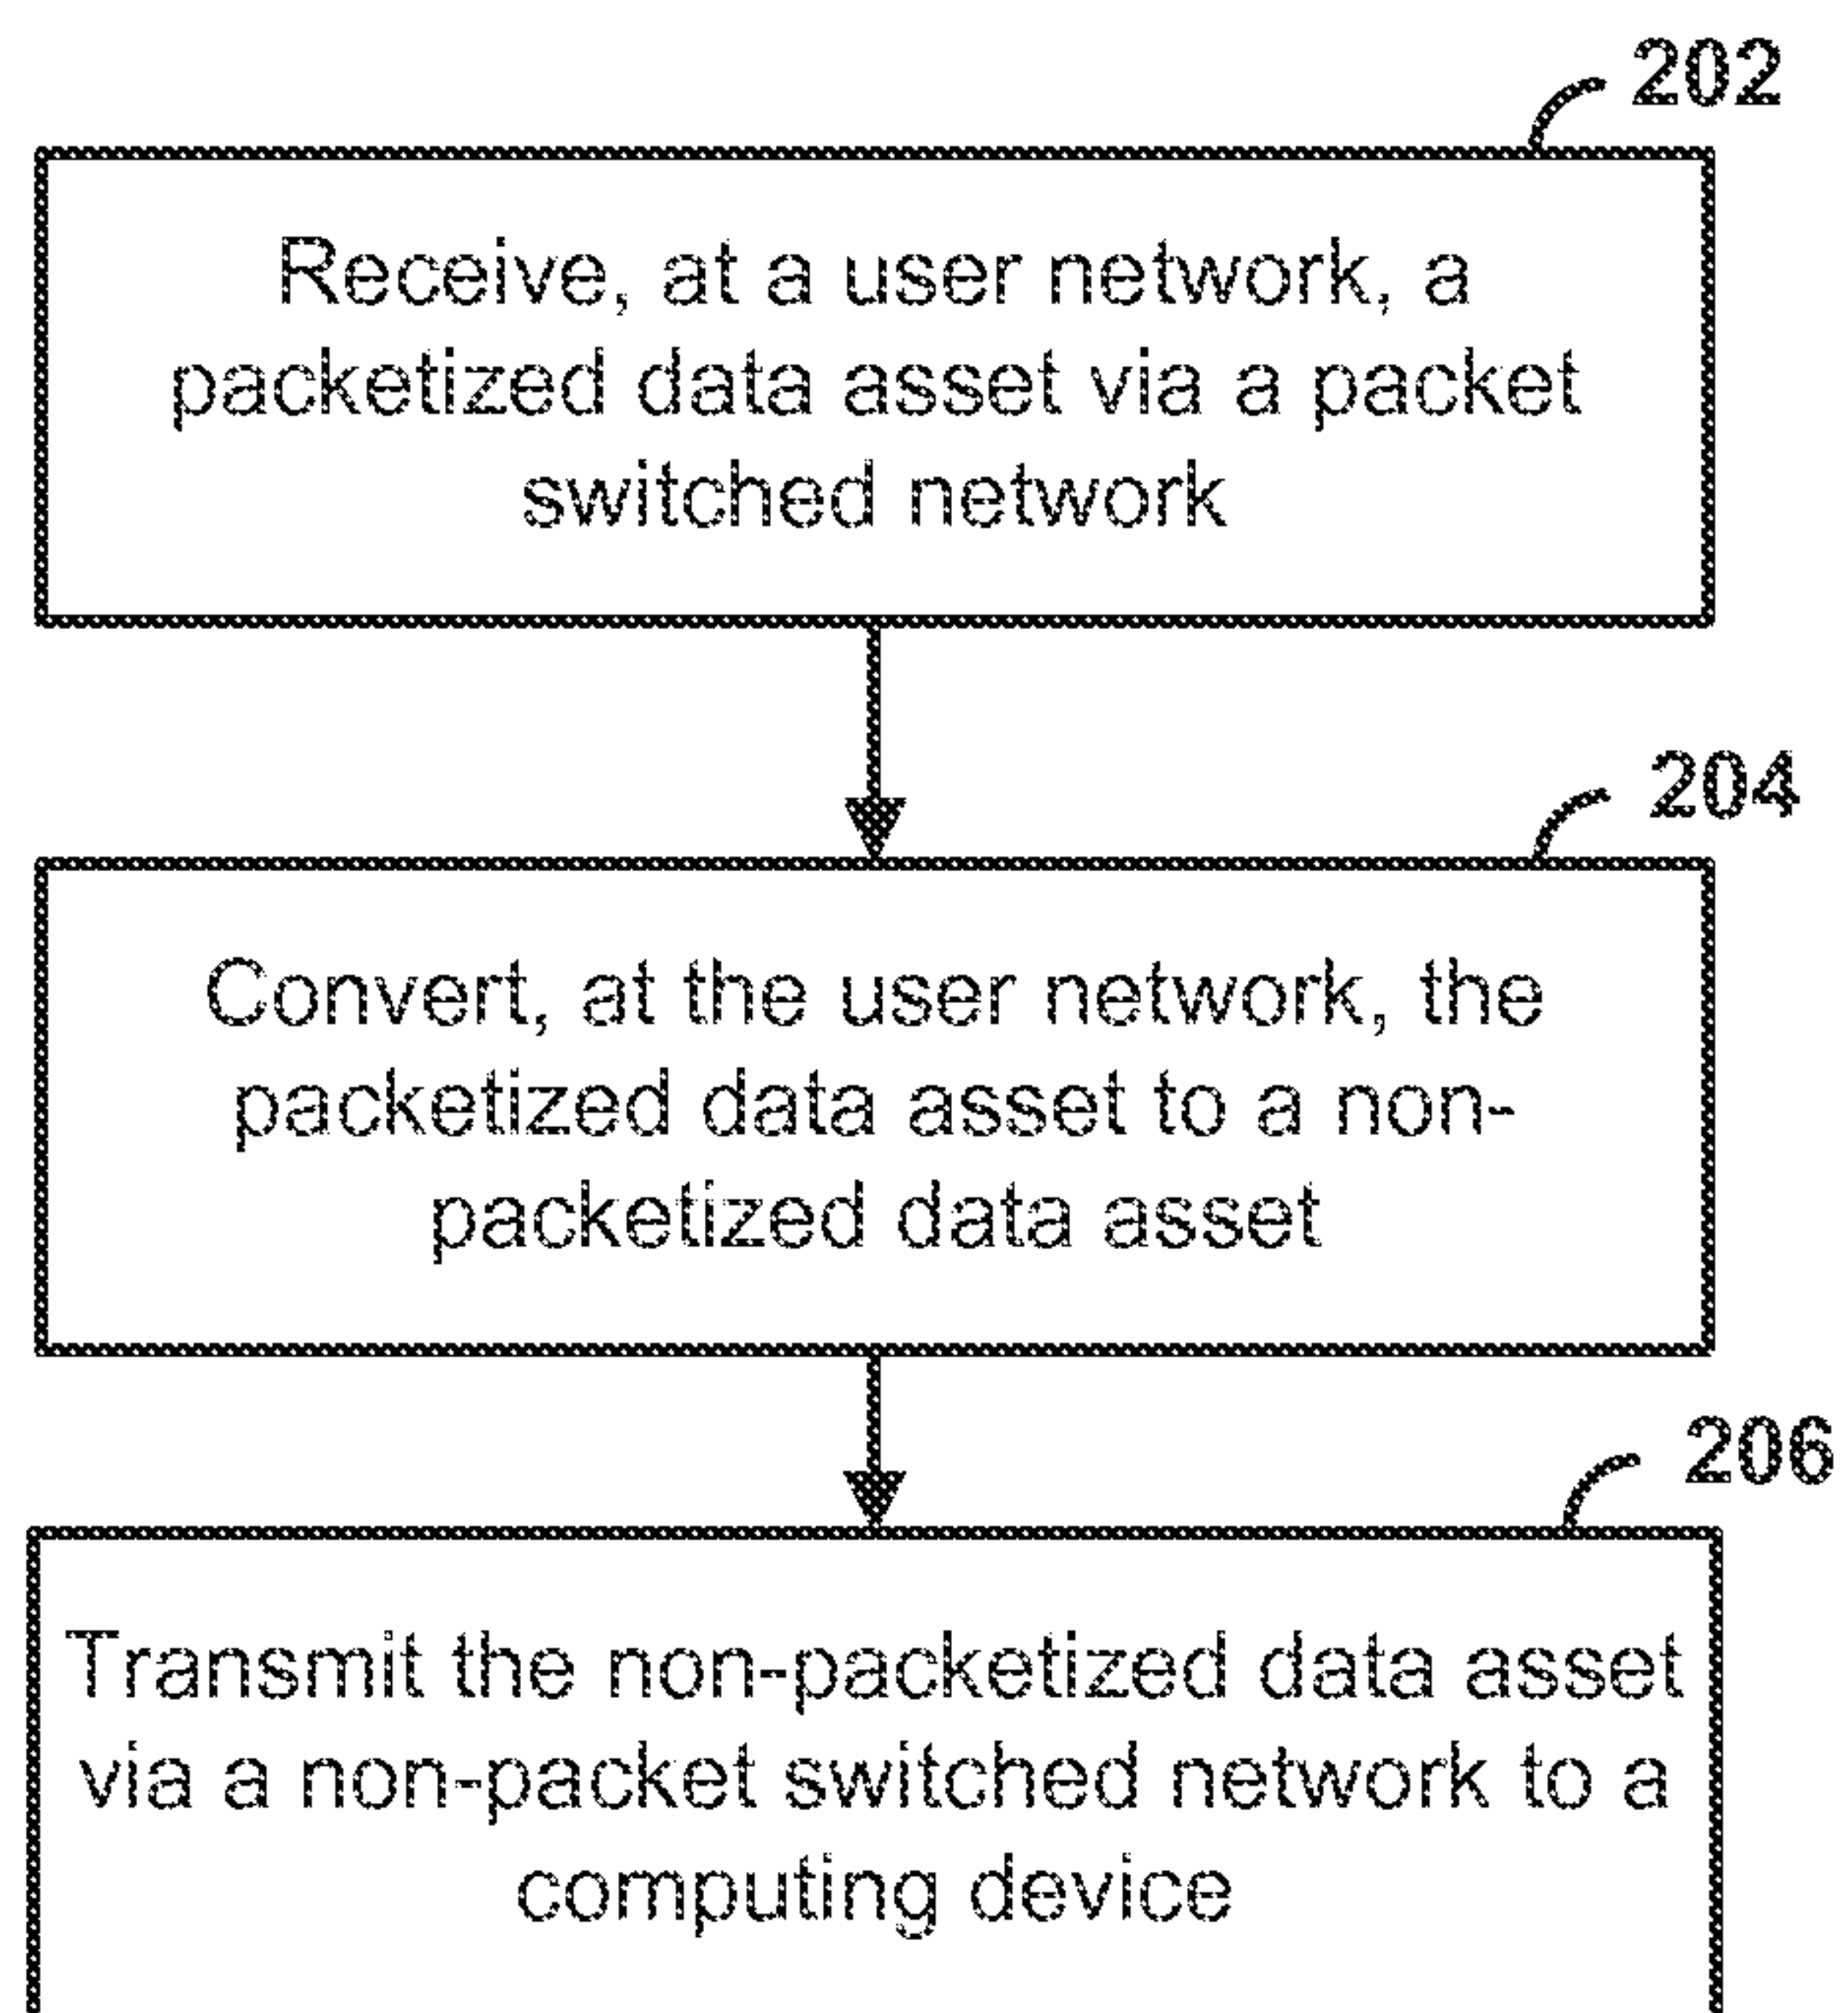 202
Receive, at a user network, a
packetized data asset via a packet
switched network
204
Convert, at the user network, the
packetized data asset to a non-
packetized data asset
206
Transmit the non-packetized data asset
via a non-packet switched network to a
computing device